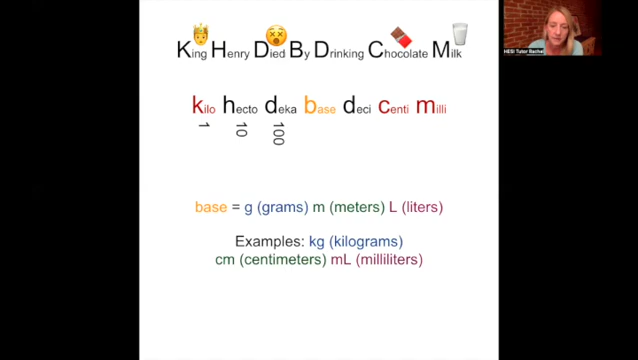 King Henry Died By Drinking Chocolate Milk
kilo hecto deka base deci centi milli
1 10 100
base = g (grams) m (meters) L (liters)
Examples: kg (kilograms)
cm (centimeters) mL (milliliters)
HESI Tutor Rachal